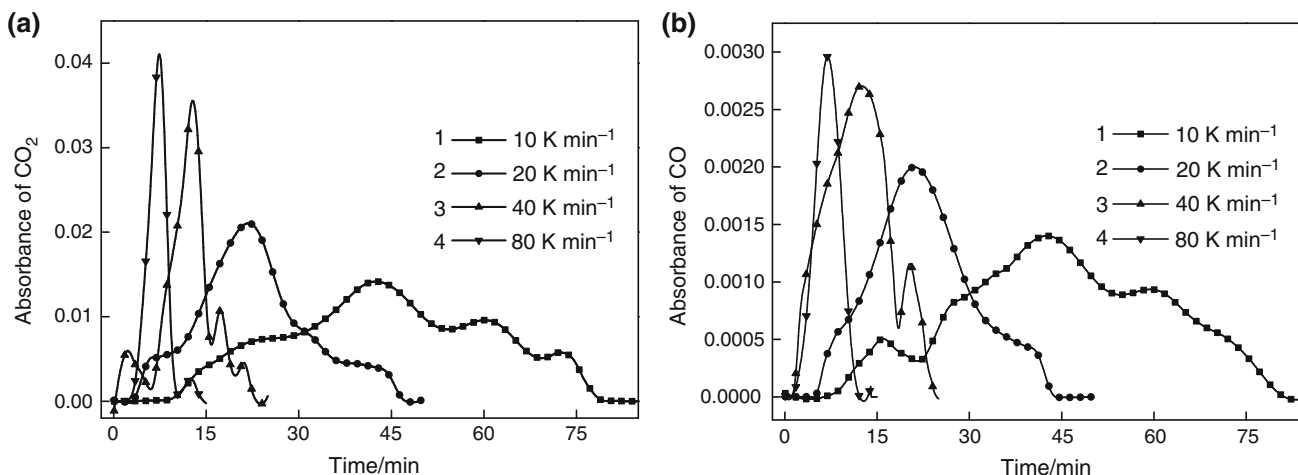 (a)
0.04
0.03
0.02
0.01
0.00
Absorbance of CO₂
1 10 K min⁻¹
2 20 K min⁻¹
3 40 K min⁻¹
4 80 K min⁻¹
0 15 30 45 60 75
Time/min
(b)
0.0030
0.0025
0.0020
0.0015
0.0010
0.0005
0.0000
Absorbance of CO
1 10 K min⁻¹
2 20 K min⁻¹
3 40 K min⁻¹
4 80 K min⁻¹
0 15 30 45 60 75
Time/min